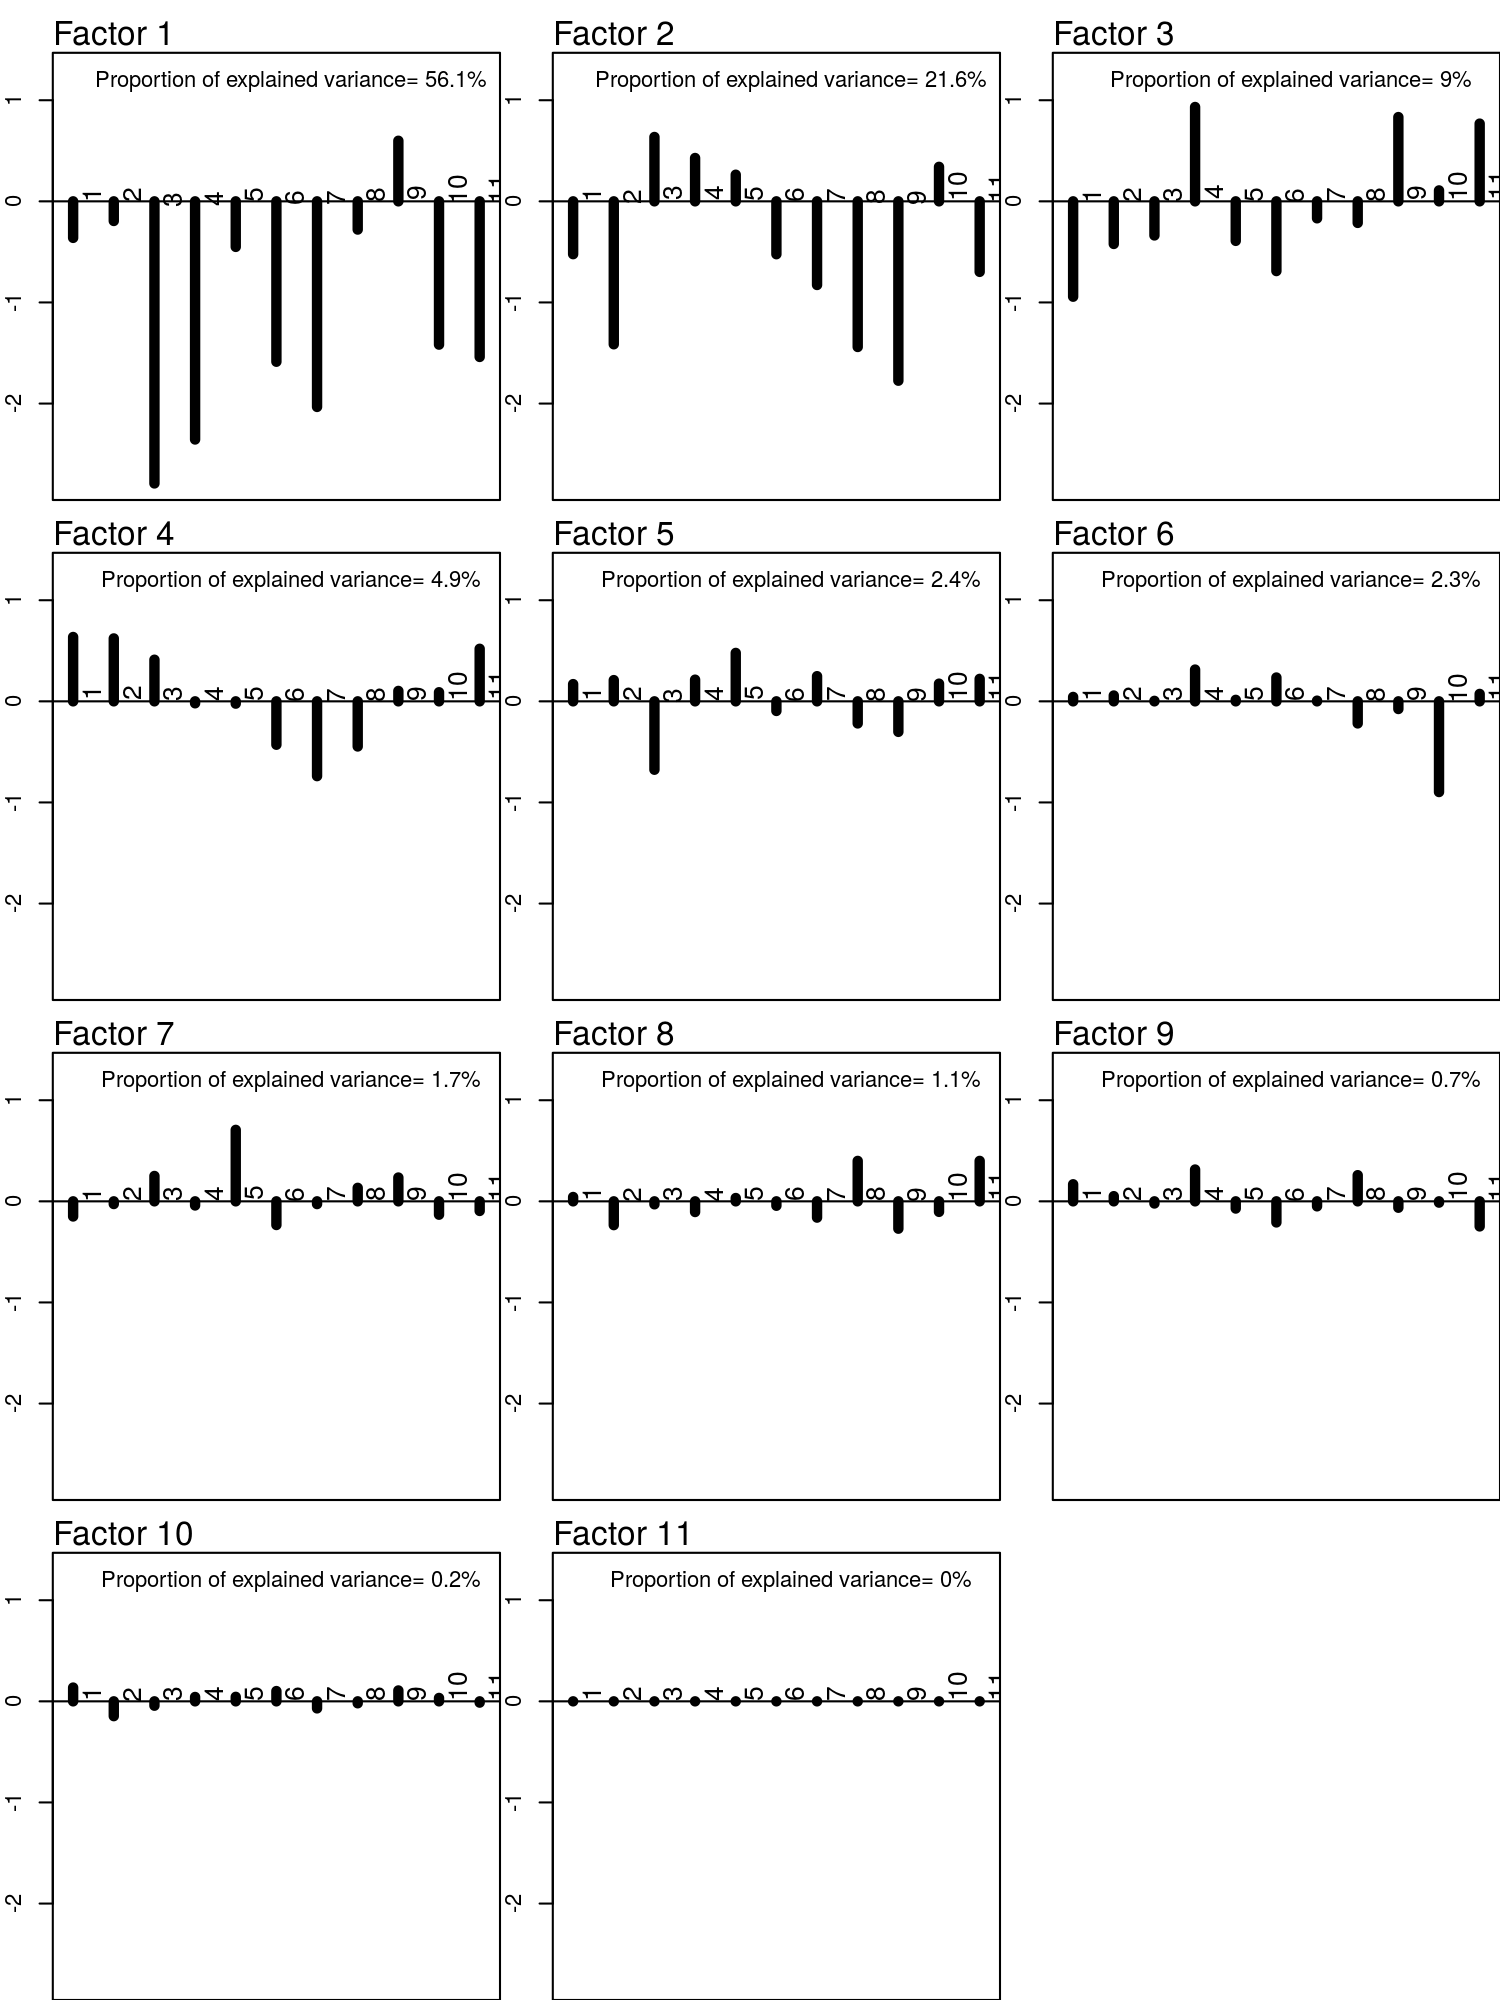 Factor 1
Proportion of explained variance= 56.1%
1
0
-1
-2
1 2 3 4 5 6 7 8 9 10 11
Factor 2
Proportion of explained variance= 21.6%
1
0
-1
-2
1 2 3 4 5 6 7 8 9 10 11
Factor 3
Proportion of explained variance= 9%
1
0
-1
-2
1 2 3 4 5 6 7 8 9 10 11
Factor 4
Proportion of explained variance= 4.9%
1
0
-1
-2
1 2 3 4 5 6 7 8 9 10 11
Factor 5
Proportion of explained variance= 2.4%
1
0
-1
-2
1 2 3 4 5 6 7 8 9 10 11
Factor 6
Proportion of explained variance= 2.3%
1
0
-1
-2
1 2 3 4 5 6 7 8 9 10 11
Factor 7
Proportion of explained variance= 1.7%
1
0
-1
-2
1 2 3 4 5 6 7 8 9 10 11
Factor 8
Proportion of explained variance= 1.1%
1
0
-1
-2
1 2 3 4 5 6 7 8 9 10 11
Factor 9
Proportion of explained variance= 0.7%
1
0
-1
-2
1 2 3 4 5 6 7 8 9 10 11
Factor 10
Proportion of explained variance= 0.2%
1
0
-1
-2
1 2 3 4 5 6 7 8 9 10 11
Factor 11
Proportion of explained variance= 0%
1
0
-1
-2
1 2 3 4 5 6 7 8 9 10 11